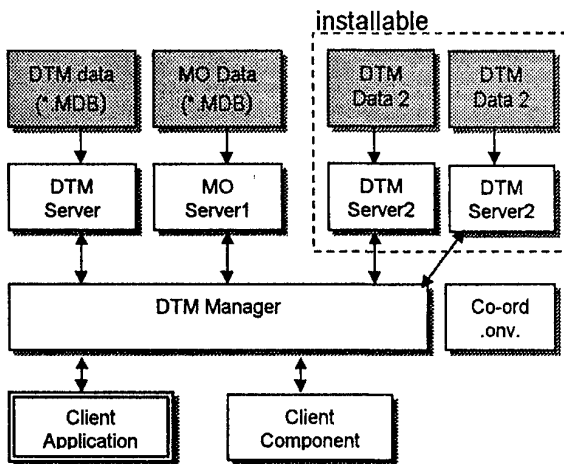 installable
DTM data
(*.MDB)
MO Data
(*.MDB)
DTM
Data 2
DTM
Data 2
DTM
Server
MO
Server1
DTM
Server2
DTM
Server2
DTM Manager
Co-ord
.onv.
Client
Application
Client
Component